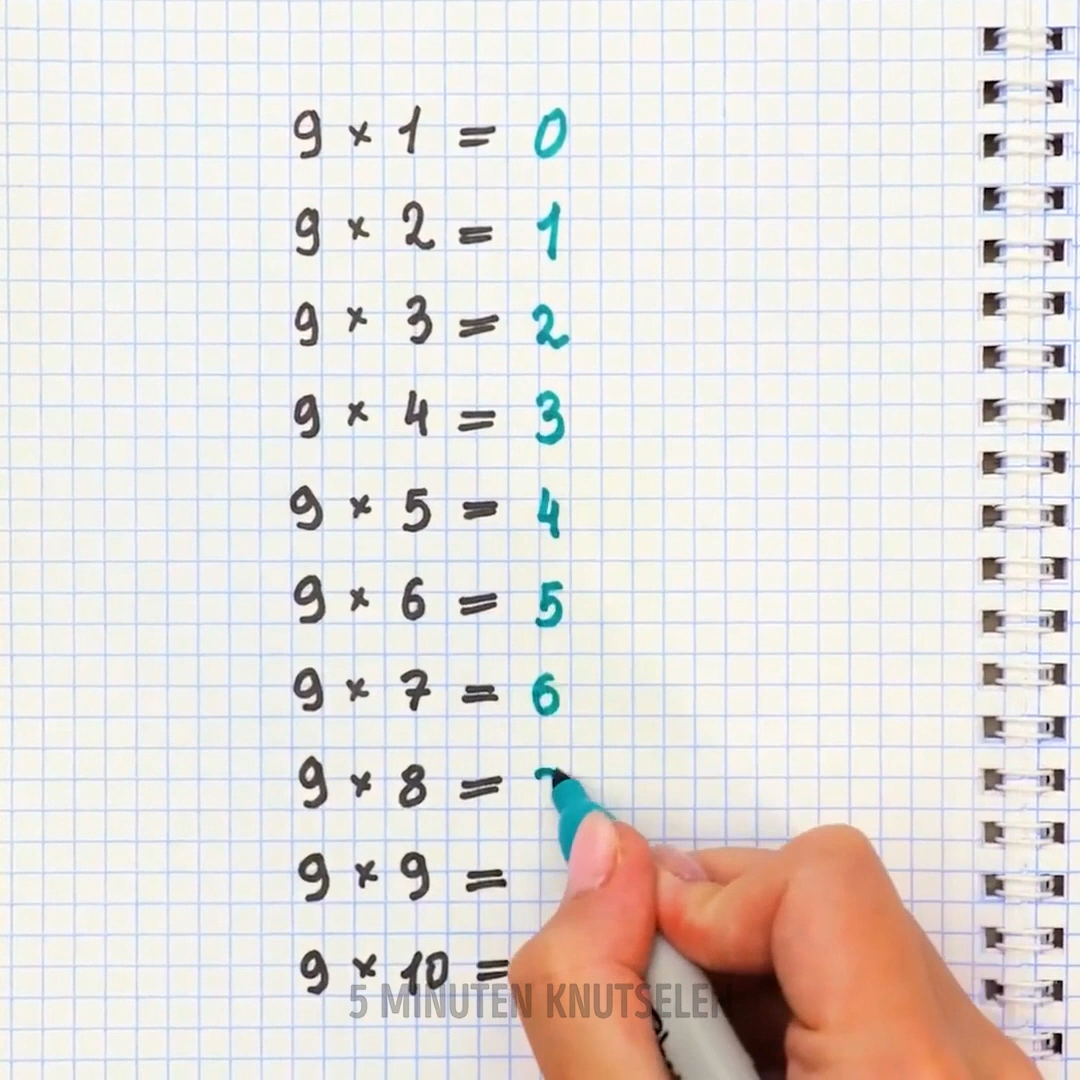 9 × 1 = 0
9 × 2 = 1
9 × 3 = 2
9 × 4 = 3
9 × 5 = 4
9 × 6 = 5
9 × 7 = 6
9 × 8 =
9 × 9 =
9 × 10 =
5 MINUTEN KNUTSELEN